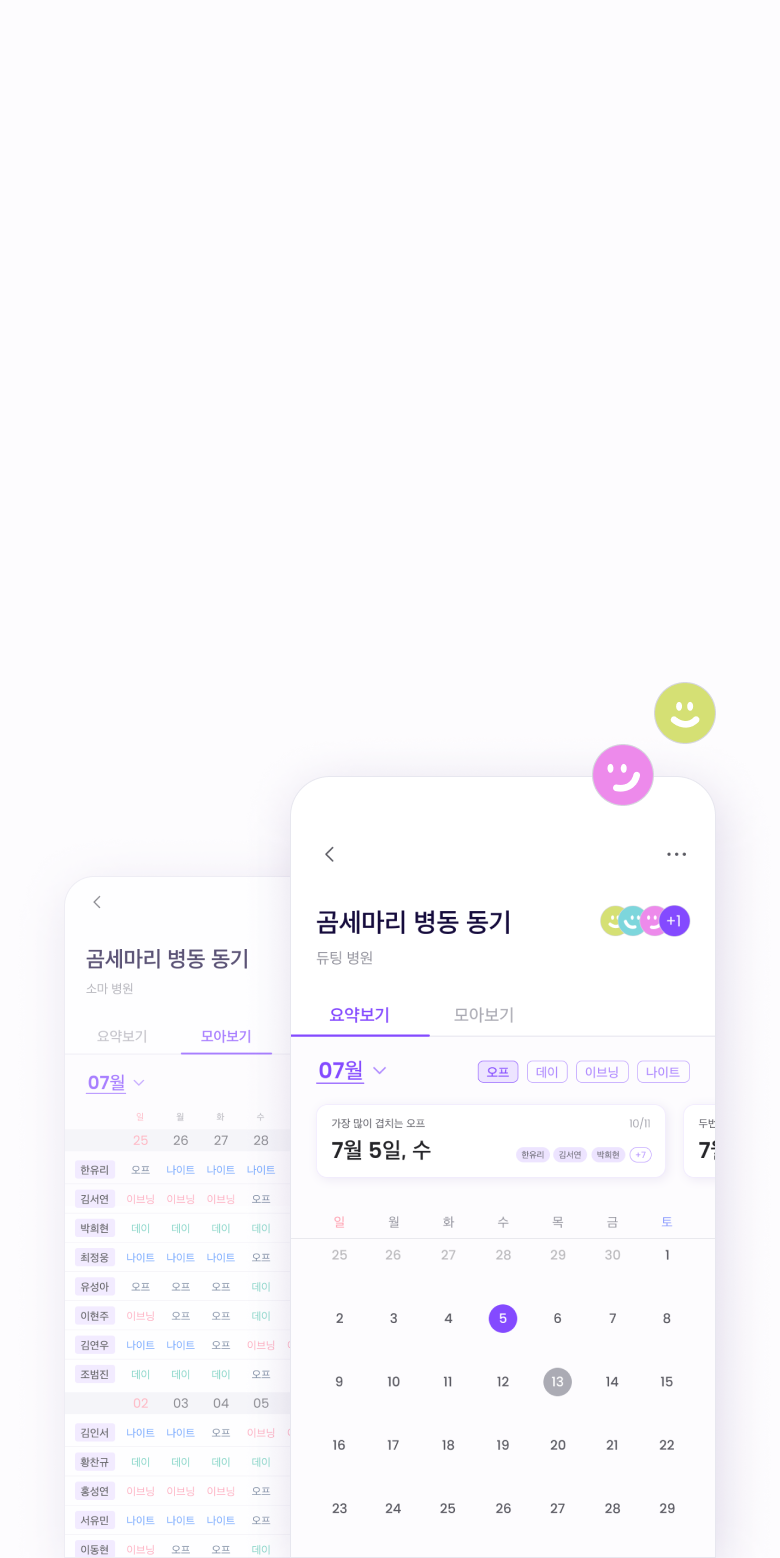 곰세마리 병동 동기
소마 병원
요약보기 모아보기
07월
일 월 화 수
25 26 27 28
한유리 오프 나이트 나이트 나이트
김서연 이브닝 이브닝 이브닝 오프
박희현 데이 데이 데이 데이
최정웅 나이트 나이트 나이트 오프
유성아 오프 오프 오프 데이
이현주 이브닝 오프 오프 데이
김연우 나이트 나이트 오프 이브닝
조범진 데이 데이 데이 오프
02 03 04 05
김인서 나이트 나이트 오프 이브닝
황찬규 데이 데이 데이 데이
홍성연 이브닝 이브닝 이브닝 오프
서유민 나이트 나이트 나이트 오프
이동현 이브닝 오프 오프 데이
곰세마리 병동 동기 +1
듀팅 병원
요약보기 모아보기
07월 오프 데이 이브닝 나이트
가장 많이 겹치는 오프 10/11 두번
7월 5일, 수 한유리 김서연 박희현 +7
일 월 화 수 목 금 토
25 26 27 28 29 30 1
2 3 4 5 6 7 8
9 10 11 12 13 14 15
16 17 18 19 20 21 22
23 24 25 26 27 28 29